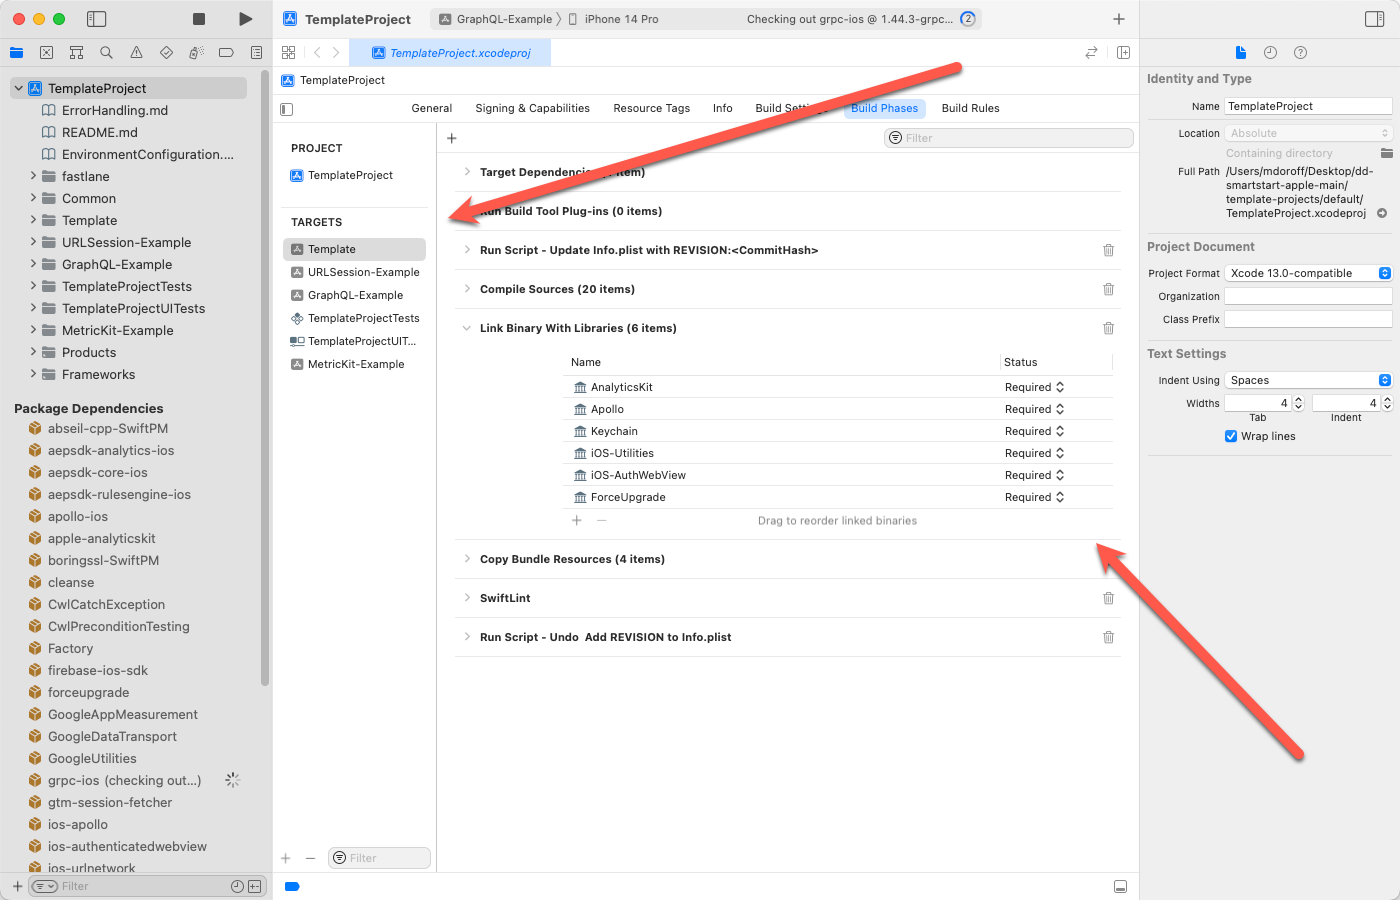 TemplateProject
GraphQL-Example
iPhone 14 Pro
Checking out grpc-ios @ 1.44.3-grpc...
2
TemplateProject.xcodeproj
TemplateProject
ErrorHandling.md
README.md
EnvironmentConfiguration....
fastlane
Common
Template
URLSession-Example
GraphQL-Example
TemplateProjectTests
TemplateProjectUITests
MetricKit-Example
Products
Frameworks
Package Dependencies
abseil-cpp-SwiftPM
aepsdk-analytics-ios
aepsdk-core-ios
aepsdk-rulesengine-ios
apollo-ios
apple-analyticskit
boringssl-SwiftPM
cleanse
CwlCatchException
CwlPreconditionTesting
Factory
firebase-ios-sdk
forceupgrade
GoogleAppMeasurement
GoogleDataTransport
GoogleUtilities
grpc-ios (checking out...)
gtm-session-fetcher
ios-apollo
ios-authenticatedwebview
ios-urlnetwork
Filter
TemplateProject
General
Signing & Capabilities
Resource Tags
Info
Build
Build Phases
Build Rules
PROJECT
TemplateProject
TARGETS
Template
URLSession-Example
GraphQL-Example
TemplateProjectTests
TemplateProjectUIT...
MetricKit-Example
Filter
Filter
Target
Build Tool Plug-ins (0 items)
Run Script - Update Info.plist with REVISION:<CommitHash>
Compile Sources (20 items)
Link Binary With Libraries (6 items)
Name Status
AnalyticsKit Required
Apollo Required
Keychain Required
iOS-Utilities Required
iOS-AuthWebView Required
ForceUpgrade Required
Drag to reorder linked binaries
Copy Bundle Resources (4 items)
SwiftLint
Run Script - Undo  Add REVISION to Info.plist
Identity and Type
Name TemplateProject
Location Absolute
Containing directory
Full Path /Users/mdoroff/Desktop/dd-
smartstart-apple-main/
template-projects/default/
TemplateProject.xcodeproj
Project Document
Project Format Xcode 13.0-compatible
Organization
Class Prefix
Text Settings
Indent Using Spaces
Widths 4 4
Tab Indent
Wrap lines